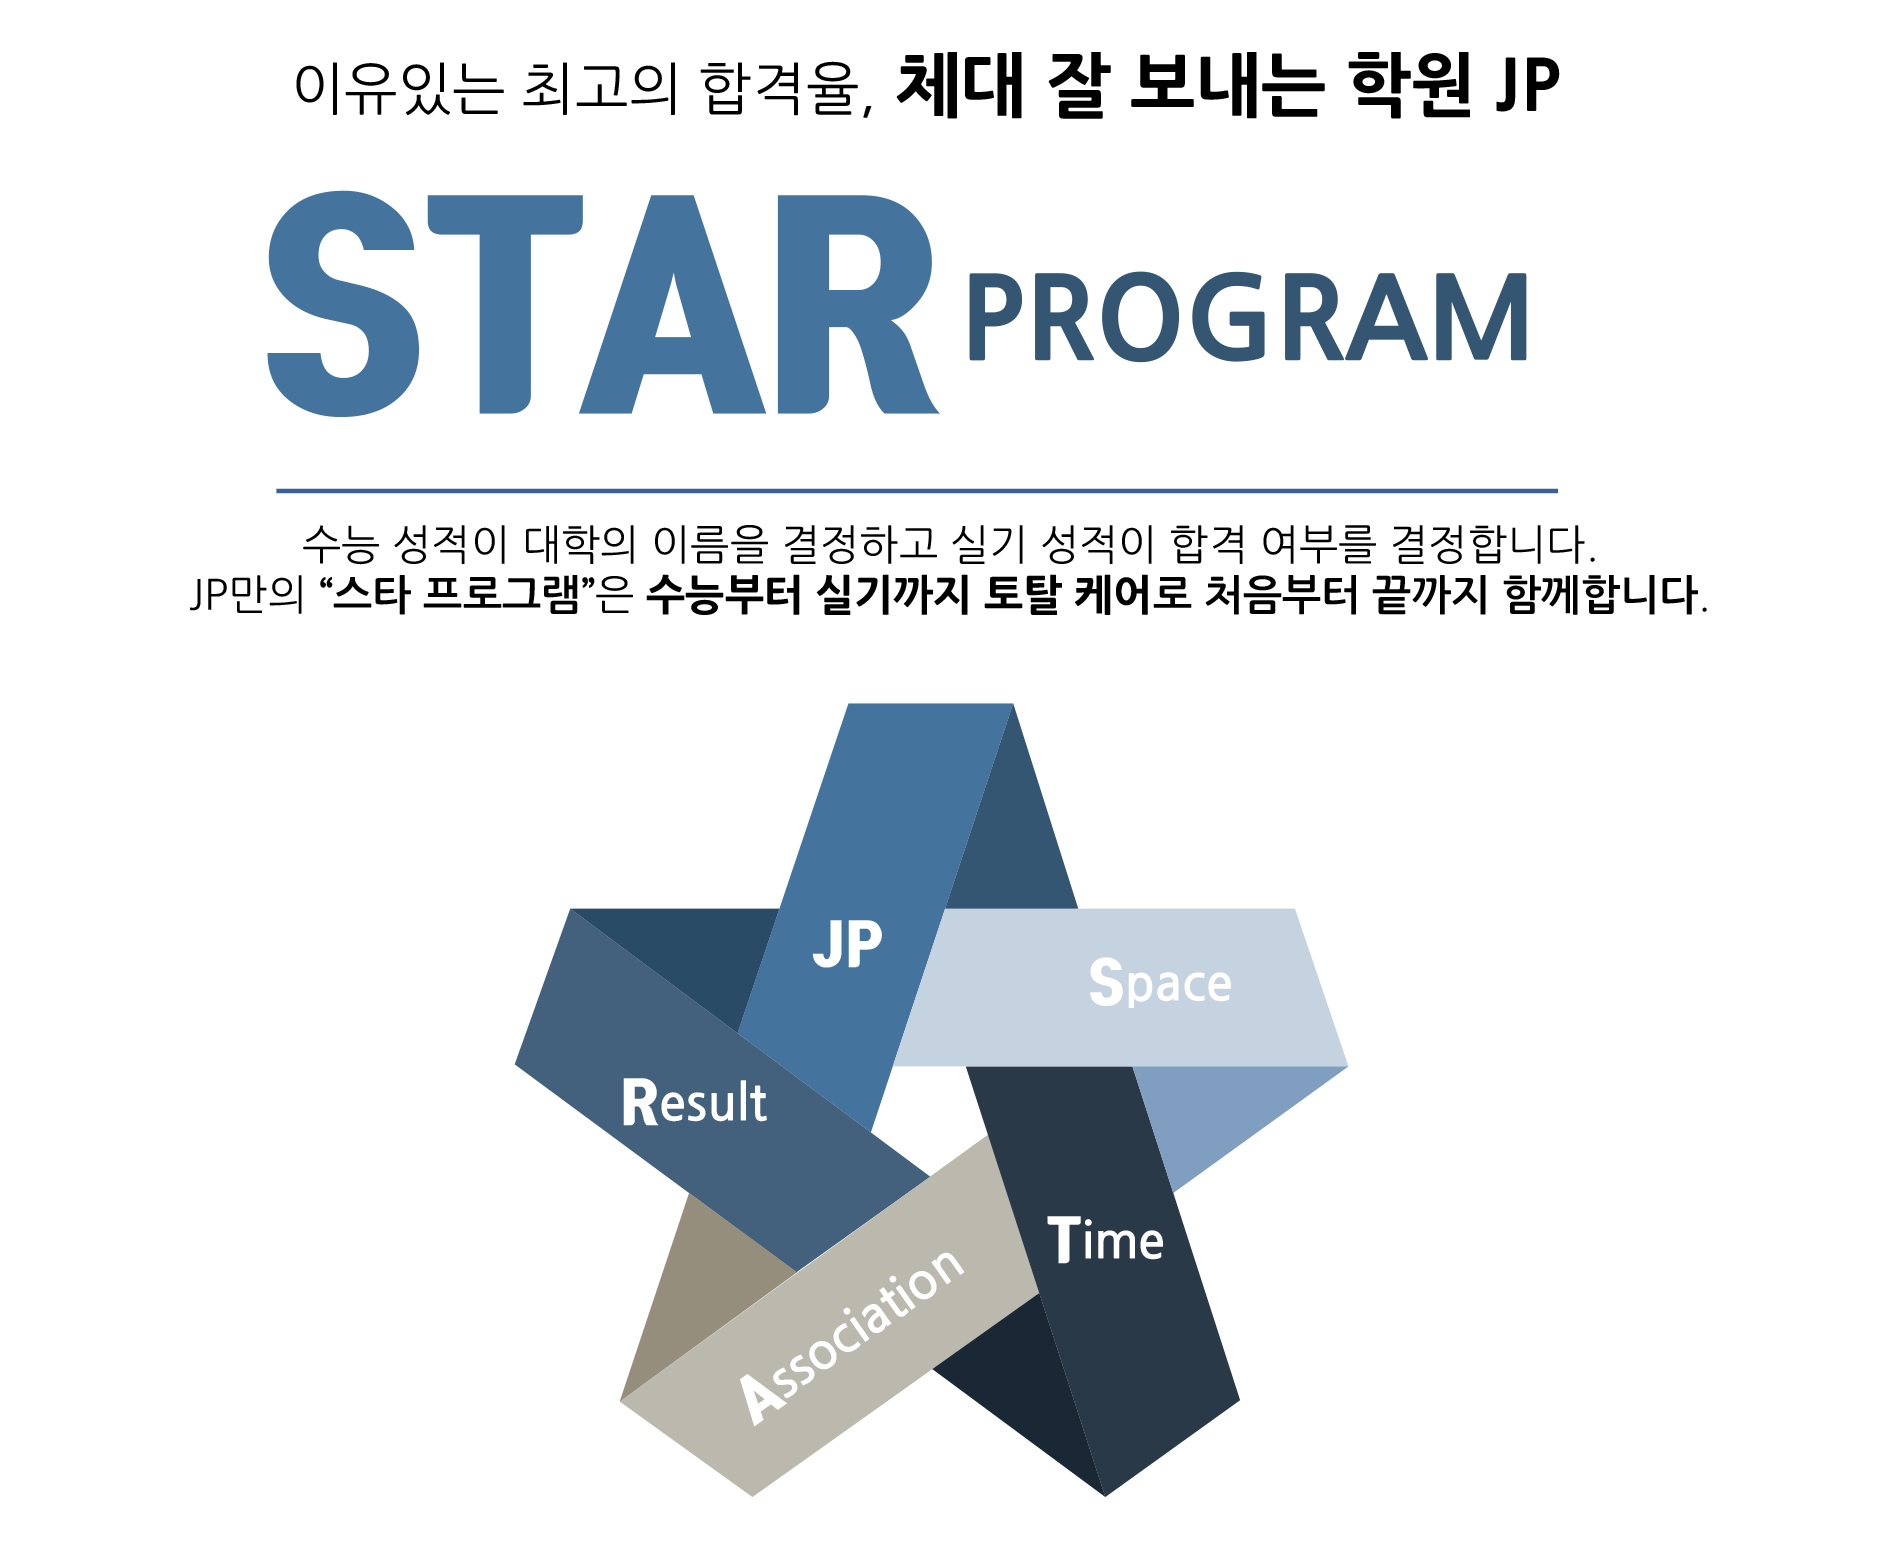 이유있는 최고의 합격율, 체대 잘 보내는 학원 JP
STAR PROGRAM
수능 성적이 대학의 이름을 결정하고 실기 성적이 합격 여부를 결정합니다.
JP만의 “스타 프로그램”은 수능부터 실기까지 토탈 케어로 처음부터 끝까지 함께합니다.
JP
Space
Result
Time
Association